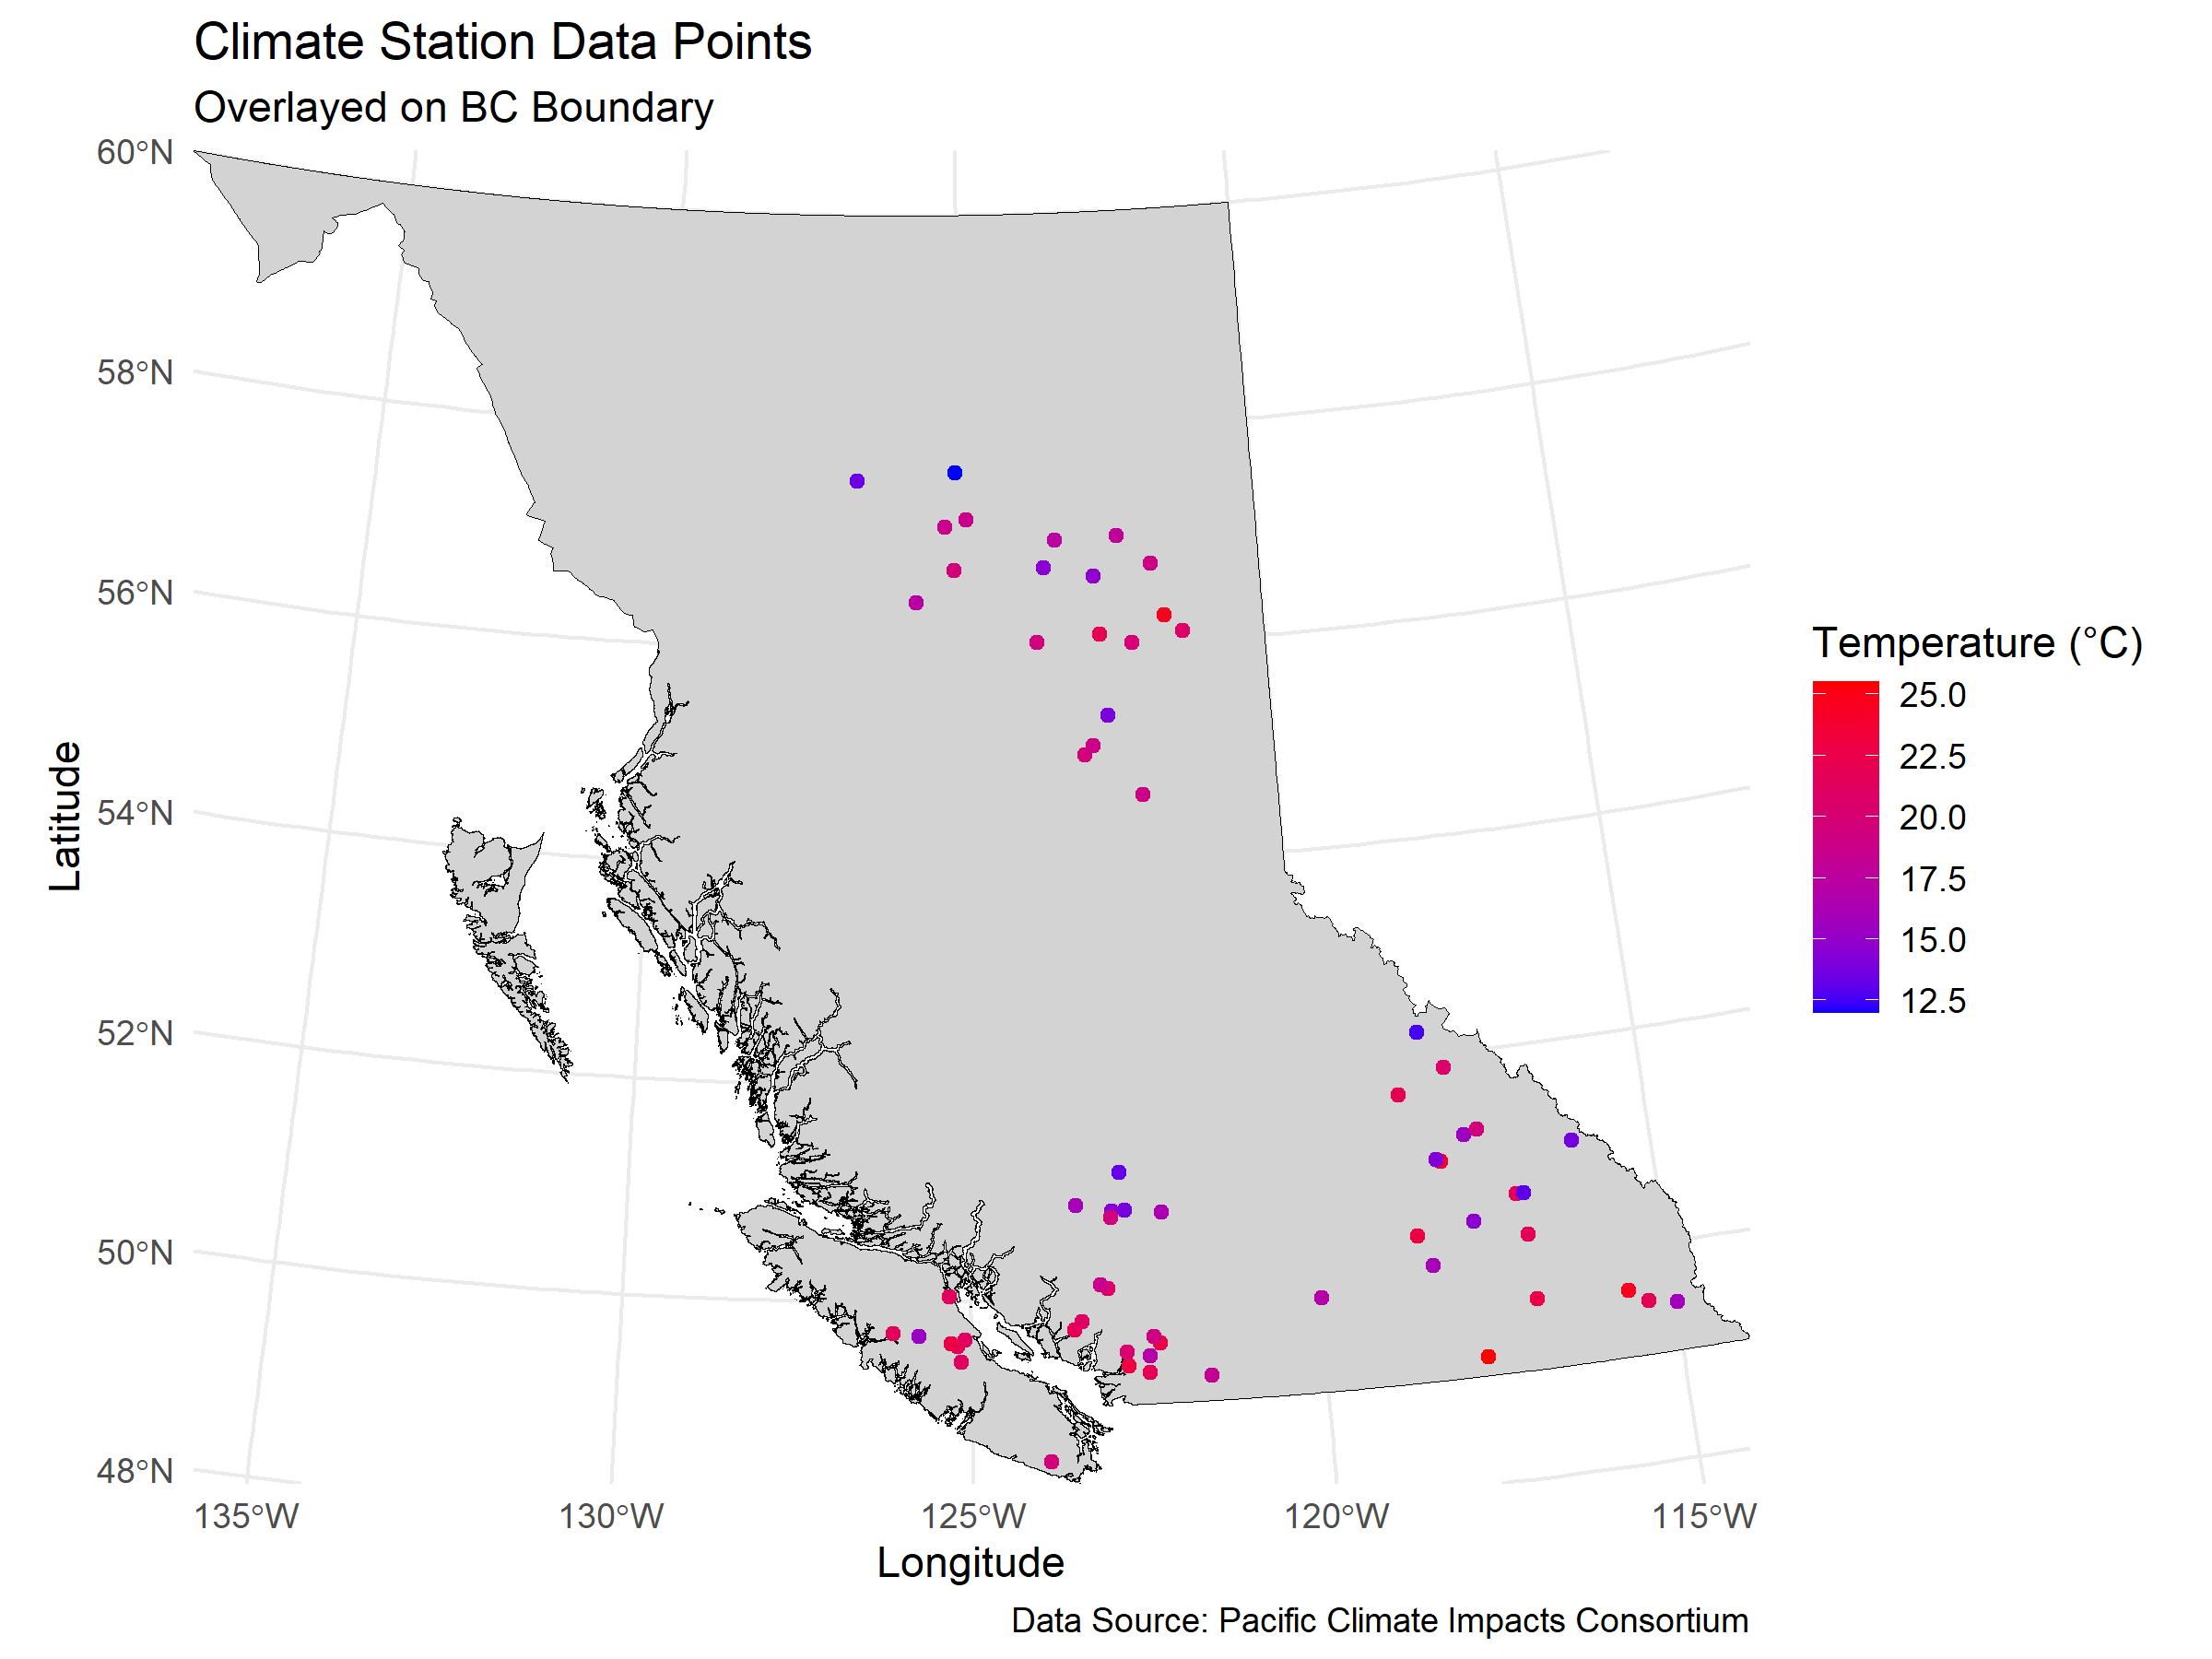 Climate Station Data Points
Overlayed on BC Boundary
60°N
58°N
56°N
54°N
52°N
50°N
48°N
Latitude
135°W
130°W
125°W
120°W
115°W
Longitude
Temperature (°C)
25.0
22.5
20.0
17.5
15.0
12.5
Data Source: Pacific Climate Impacts Consortium